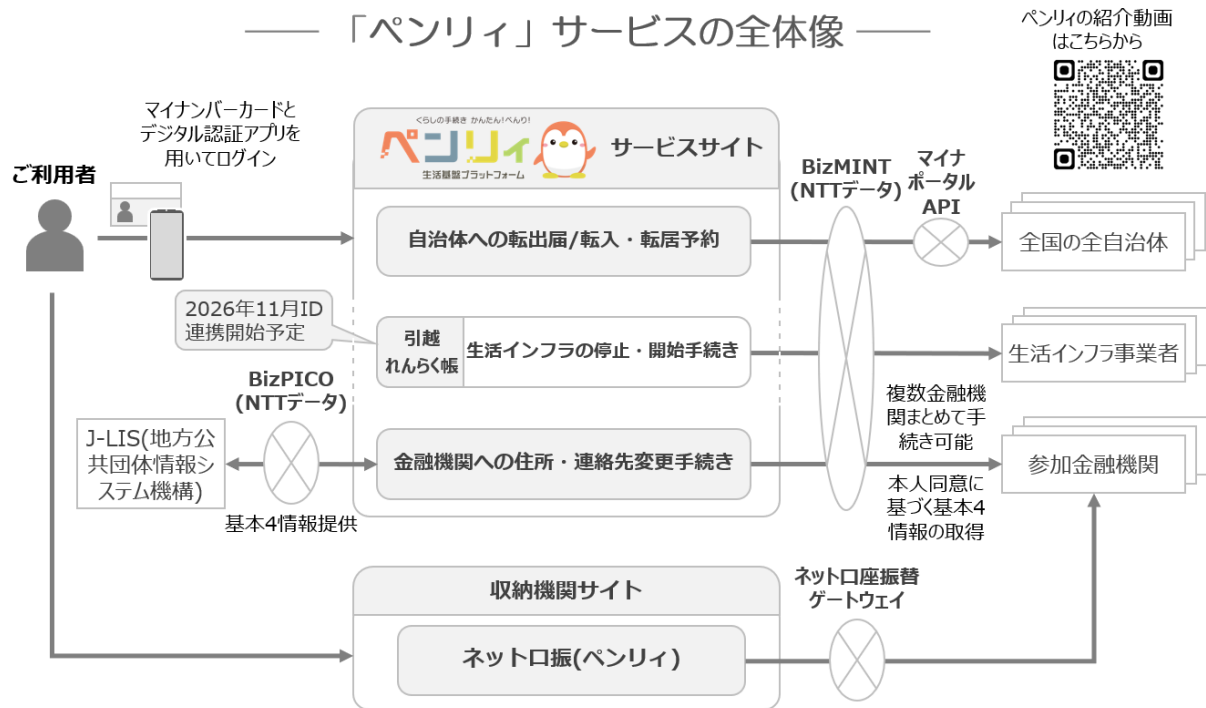 「ペンリィ」サービスの全体像
ペンリィの紹介動画
はこちらから
マイナンバーカードと
デジタル認証アプリを
用いてログイン
ご利用者
くらしの手続き かんたん!べんり!
ペンリィ
生活基盤プラットフォーム
サービスサイト
BizMINT
(NTTデータ)
マイナ
ポータル
API
自治体への転出届/転入・転居予約
全国の全自治体
2026年11月ID
連携開始予定
引越
れんらく帳
生活インフラの停止・開始手続き
生活インフラ事業者
BizPICO
(NTTデータ)
J-LIS(地方公
共団体情報シ
ステム機構)
基本4情報提供
金融機関への住所・連絡先変更手続き
複数金融機
関まとめて手
続き可能
参加金融機関
本人同意に
基づく基本4
情報の取得
収納機関サイト
ネット口振(ペンリィ)
ネット口座振替
ゲートウェイ